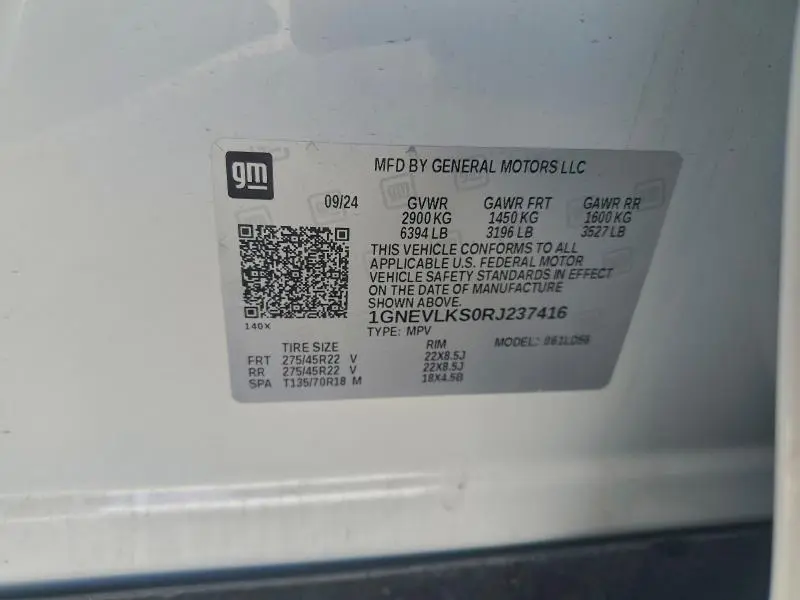 gm
MFD BY GENERAL MOTORS LLC
09/24 GVWR GAWR FRT GAWR RR
2900 KG 1450 KG 1600 KG
6394 LB 3196 LB 3527 LB
THIS VEHICLE CONFORMS TO ALL
APPLICABLE U.S. FEDERAL MOTOR
VEHICLE SAFETY STANDARDS IN EFFECT
ON THE DATE OF MANUFACTURE
SHOWN ABOVE.
140X
1GNEVLKS0RJ237416
TYPE: MPV
TIRE SIZE RIM MODEL:
FRT 275/45R22 V 22X8.5J
RR 275/45R22 V 22X8.5J
SPA T135/70R18 M 18X4.5B